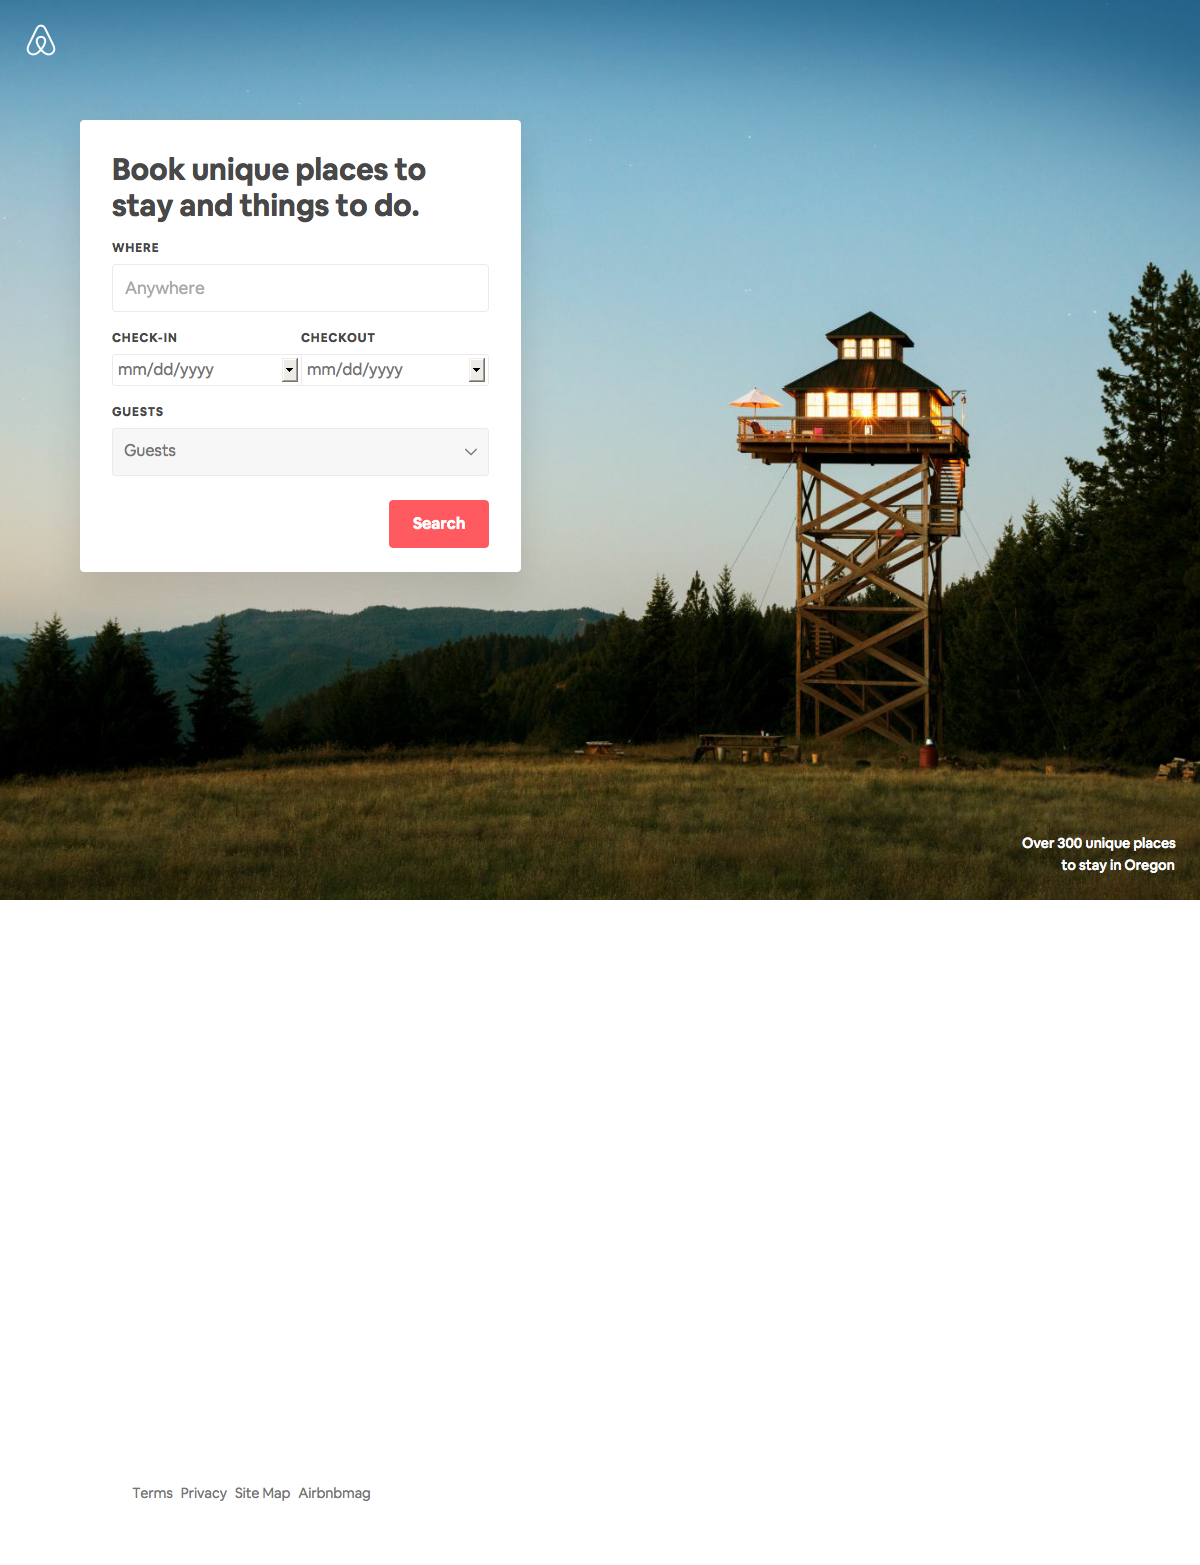 Book unique places to
stay and things to do.
WHERE
Anywhere
CHECK-IN CHECKOUT
mm/dd/yyyy mm/dd/yyyy
GUESTS
Guests
Search
Over 300 unique places
to stay in Oregon
Terms Privacy Site Map Airbnbmag